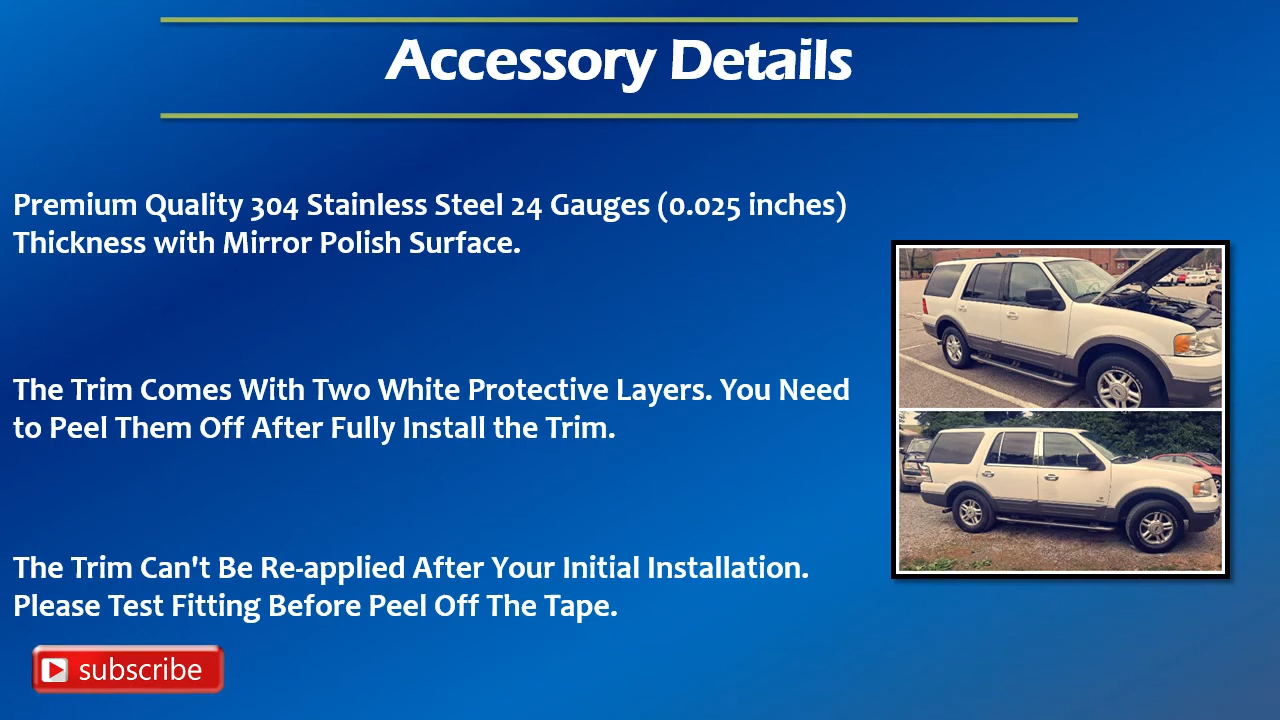 Accessory Details
Premium Quality 304 Stainless Steel 24 Gauges (0.025 inches)
Thickness with Mirror Polish Surface.
The Trim Comes With Two White Protective Layers. You Need
to Peel Them Off After Fully Install the Trim.
The Trim Can't Be Re-applied After Your Initial Installation.
Please Test Fitting Before Peel Off The Tape.
subscribe